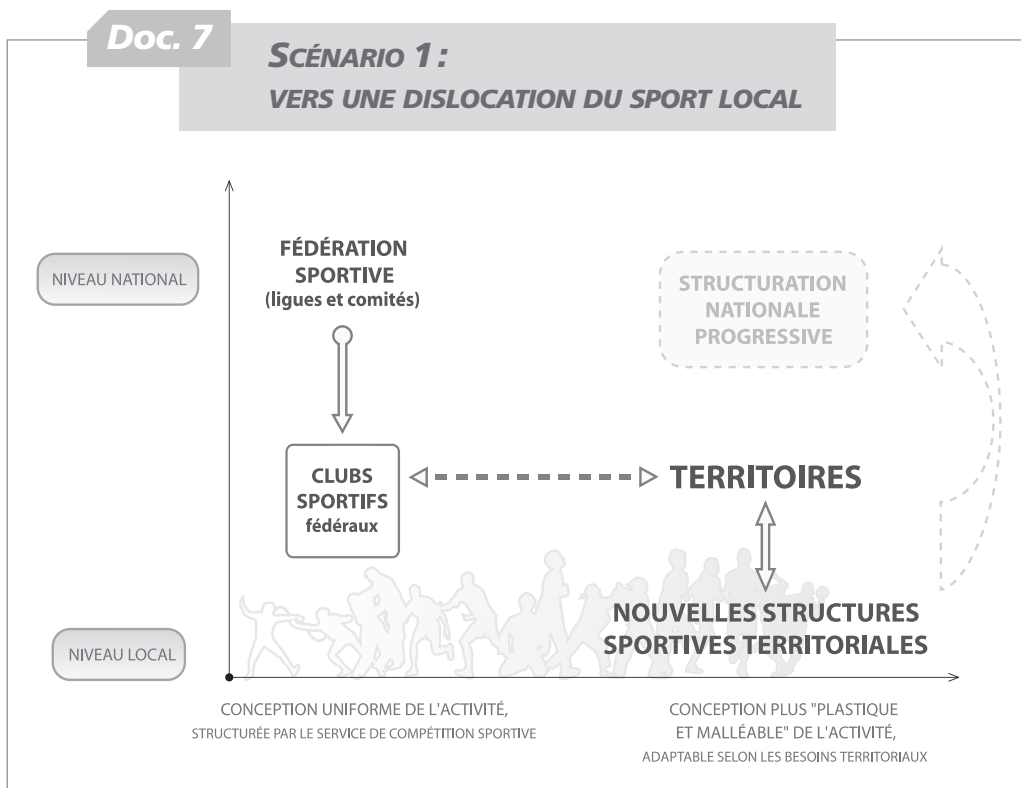 Doc. 7
SCÉNARIO 1 :
VERS UNE DISLOCATION DU SPORT LOCAL
NIVEAU NATIONAL
FÉDÉRATION
SPORTIVE
(ligues et comités)
STRUCTURATION
NATIONALE
PROGRESSIVE
CLUBS
SPORTIFS
fédéraux
TERRITOIRES
NOUVELLES STRUCTURES
SPORTIVES TERRITORIALES
NIVEAU LOCAL
CONCEPTION UNIFORME DE L'ACTIVITÉ,
STRUCTURÉE PAR LE SERVICE DE COMPÉTITION SPORTIVE
CONCEPTION PLUS "PLASTIQUE
ET MALLÉABLE" DE L'ACTIVITÉ,
ADAPTABLE SELON LES BESOINS TERRITORIAUX